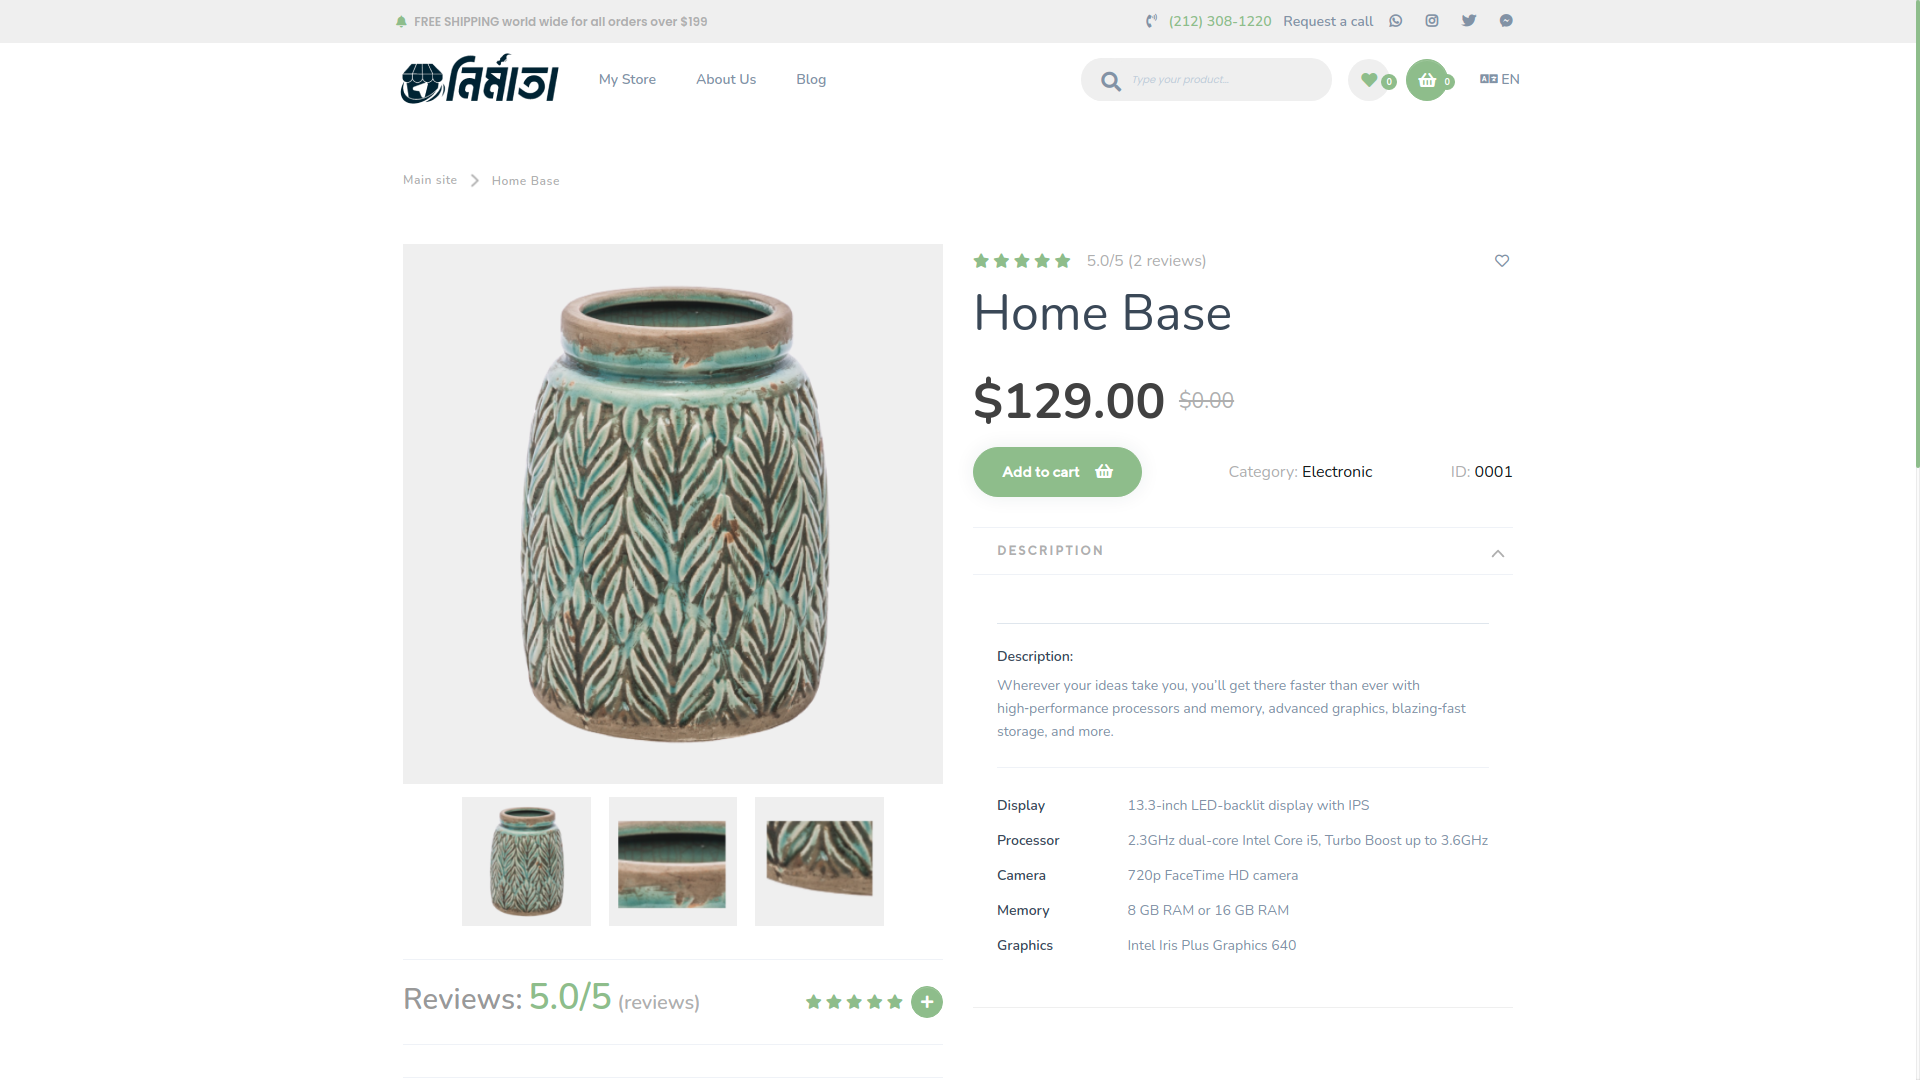 FREE SHIPPING world wide for all orders over $199
(212) 308-1220 Request a call
নির্মাতা
My Store About Us Blog
Type your product...
0
0
EN
Main site Home Base
5.0/5 (2 reviews)
Home Base
$129.00 $0.00
Add to cart
Category: Electronic
ID: 0001
DESCRIPTION
Description:
Wherever your ideas take you, you’ll get there faster than ever with
high‑performance processors and memory, advanced graphics, blazing‑fast
storage, and more.
Display 13.3-inch LED-backlit display with IPS
Processor 2.3GHz dual-core Intel Core i5, Turbo Boost up to 3.6GHz
Camera 720p FaceTime HD camera
Memory 8 GB RAM or 16 GB RAM
Graphics Intel Iris Plus Graphics 640
Reviews: 5.0/5 (reviews)